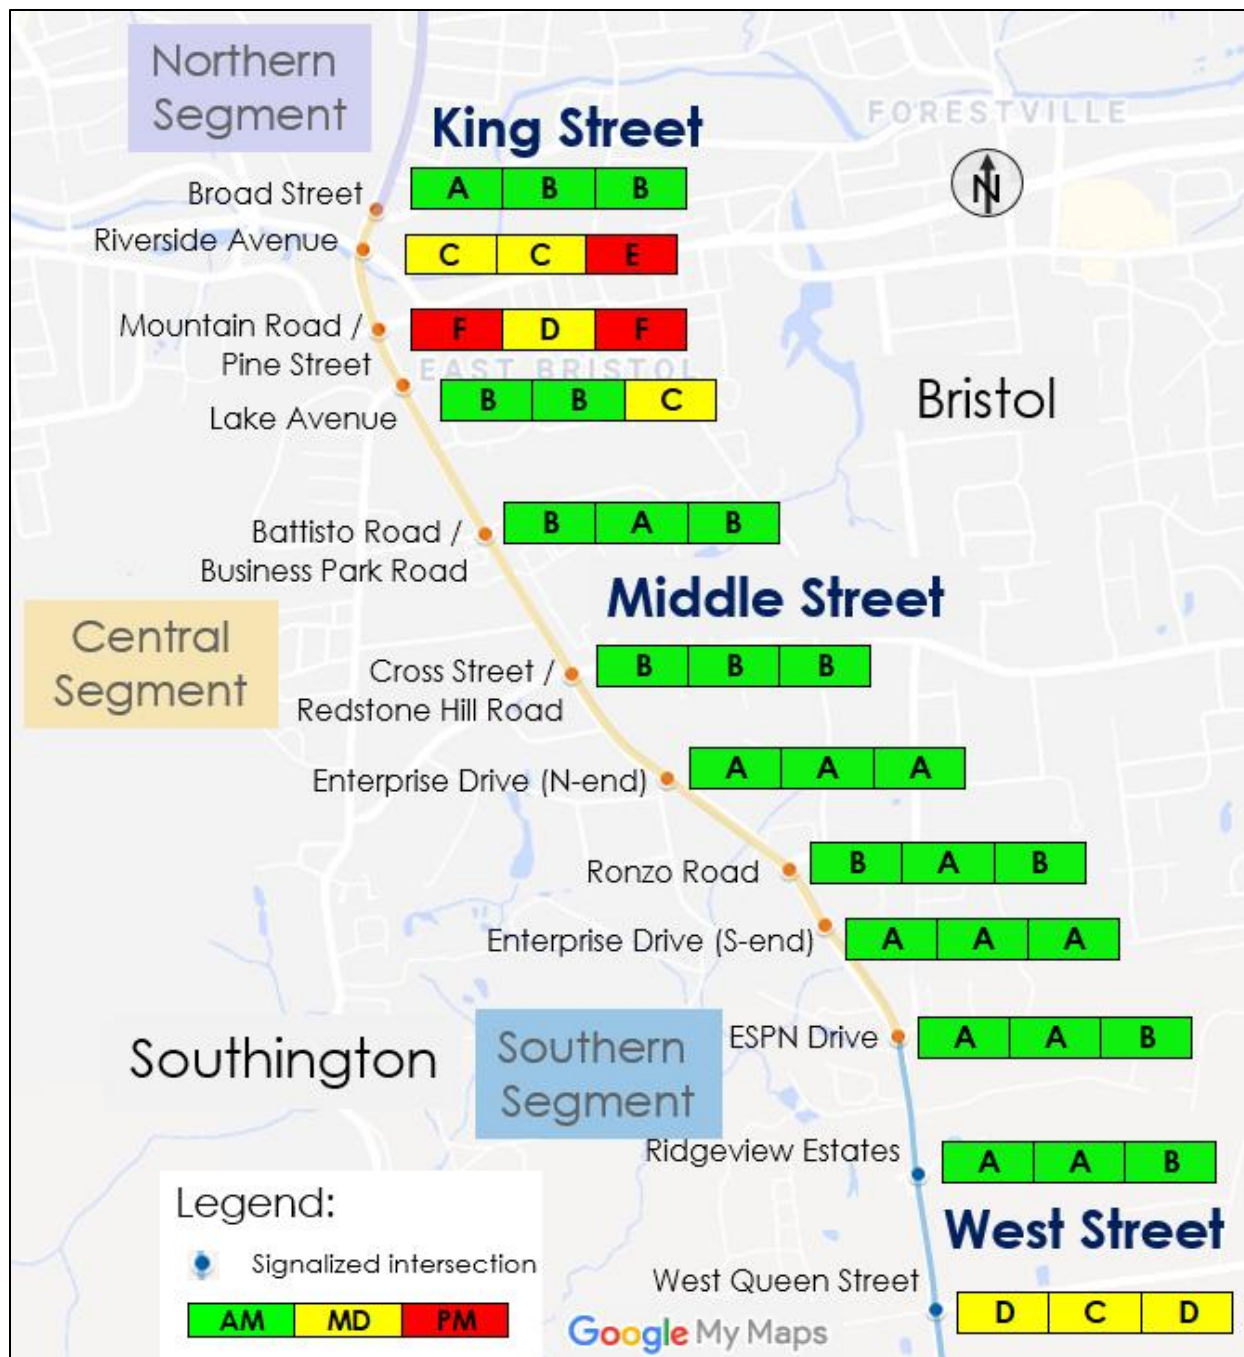 Northern
Segment
King Street
FORESTVILLE
N
Broad Street
A B B
Riverside Avenue
C C E
Mountain Road /
Pine Street
F D F
EAST BRISTOL
Lake Avenue
B B C
Bristol
Battisto Road /
Business Park Road
B A B
Middle Street
Central
Segment
Cross Street /
Redstone Hill Road
B B B
Enterprise Drive (N-end)
A A A
Ronzo Road
B A B
Enterprise Drive (S-end)
A A A
Southington
Southern
Segment
ESPN Drive
A A B
Ridgeview Estates
A A B
West Street
West Queen Street
D C D
Legend:
Signalized intersection
AM MD PM
Google My Maps